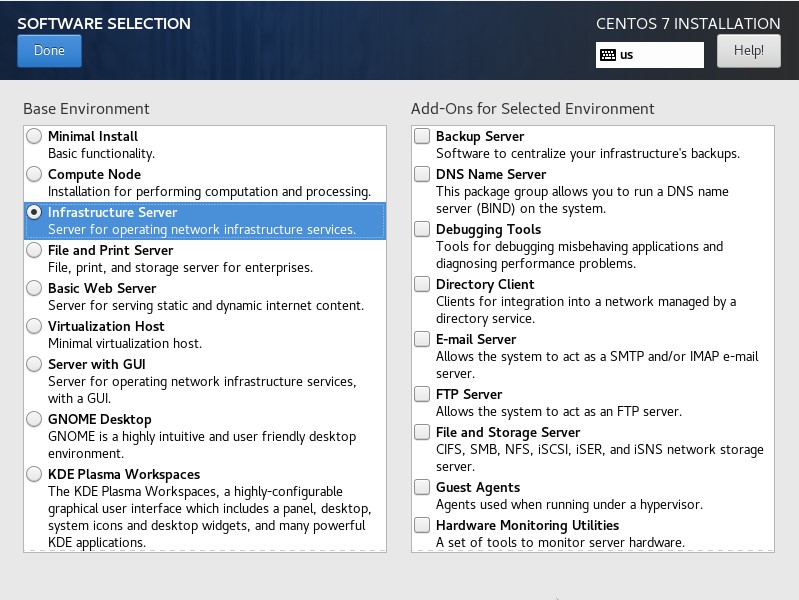 SOFTWARE SELECTION
CENTOS 7 INSTALLATION
Done
us
Help!
Base Environment
Minimal Install
Basic functionality.
Compute Node
Installation for performing computation and processing.
Infrastructure Server
Server for operating network infrastructure services.
File and Print Server
File, print, and storage server for enterprises.
Basic Web Server
Server for serving static and dynamic internet content.
Virtualization Host
Minimal virtualization host.
Server with GUI
Server for operating network infrastructure services,
with a GUI.
GNOME Desktop
GNOME is a highly intuitive and user friendly desktop
environment.
KDE Plasma Workspaces
The KDE Plasma Workspaces, a highly-configurable
graphical user interface which includes a panel, desktop,
system icons and desktop widgets, and many powerful
KDE applications.
Add-Ons for Selected Environment
Backup Server
Software to centralize your infrastructure's backups.
DNS Name Server
This package group allows you to run a DNS name
server (BIND) on the system.
Debugging Tools
Tools for debugging misbehaving applications and
diagnosing performance problems.
Directory Client
Clients for integration into a network managed by a
directory service.
E-mail Server
Allows the system to act as a SMTP and/or IMAP e-mail
server.
FTP Server
Allows the system to act as an FTP server.
File and Storage Server
CIFS, SMB, NFS, iSCSI, iSER, and iSNS network storage
server.
Guest Agents
Agents used when running under a hypervisor.
Hardware Monitoring Utilities
A set of tools to monitor server hardware.